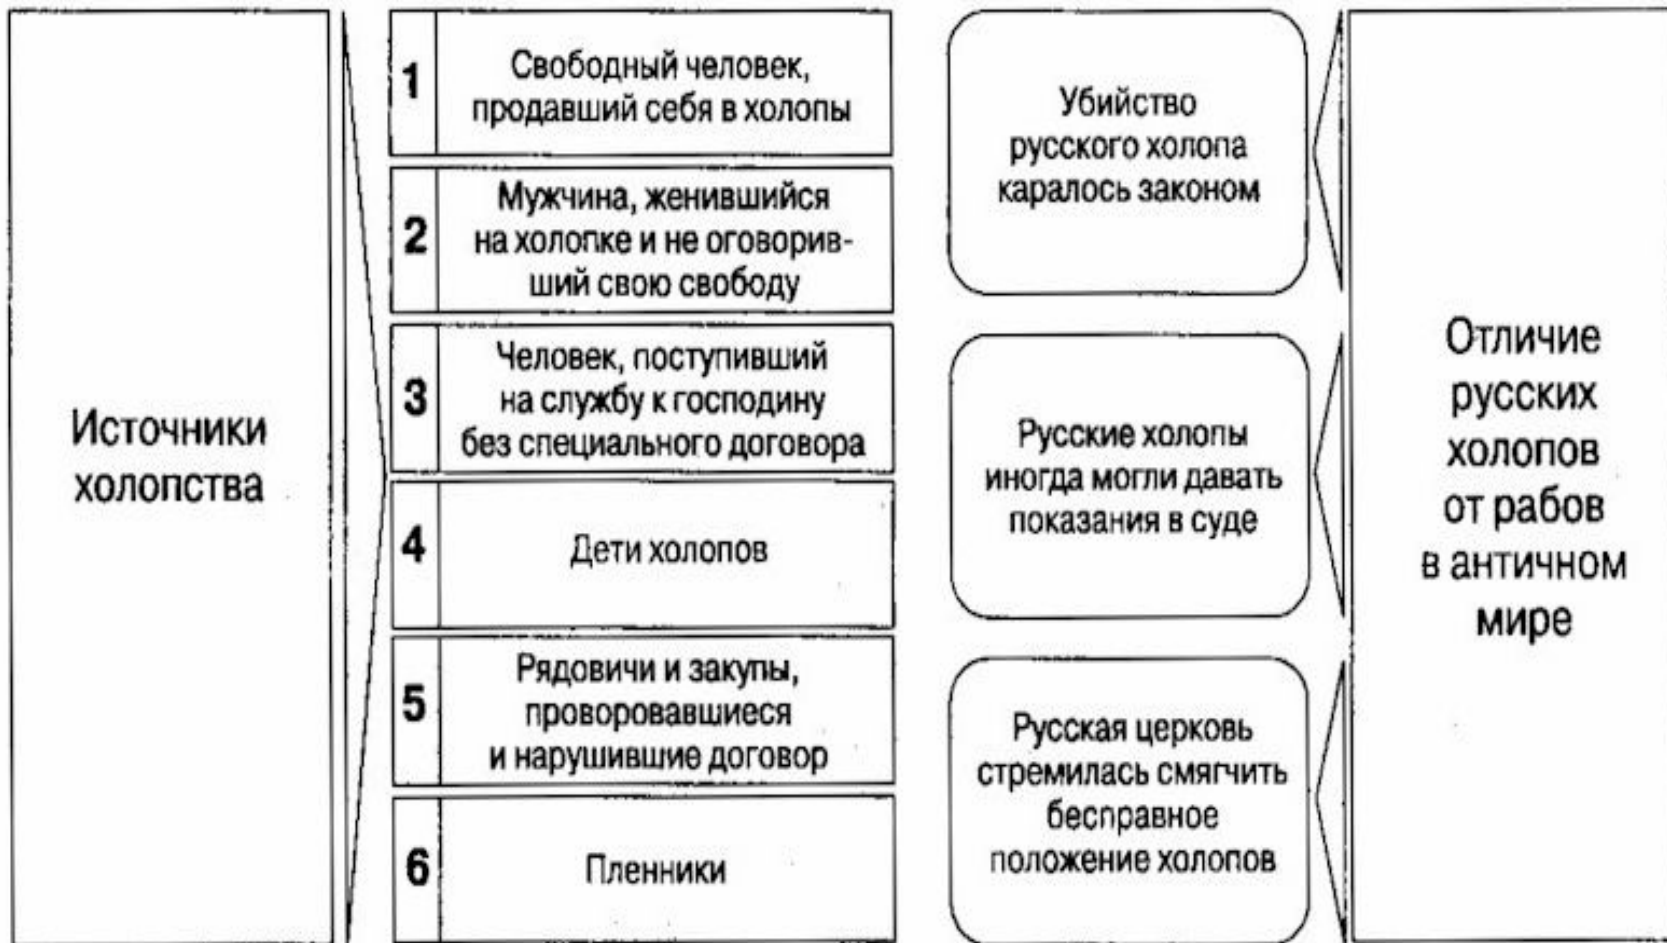 Источники
холопства
1
Свободный человек,
продавший себя в холопы
2
Мужчина, женившийся
на холопке и не оговорив-
ший свою свободу
3
Человек, поступивший
на службу к господину
без специального договора
4
Дети холопов
5
Рядовичи и закупы,
проворовавшиеся
и нарушившие договор
6
Пленники
Убийство
русского холопа
каралось законом
Русские холопы
иногда могли давать
показания в суде
Русская церковь
стремилась смягчить
бесправное
положение холопов
Отличие
русских
холопов
от рабов
в античном
мире